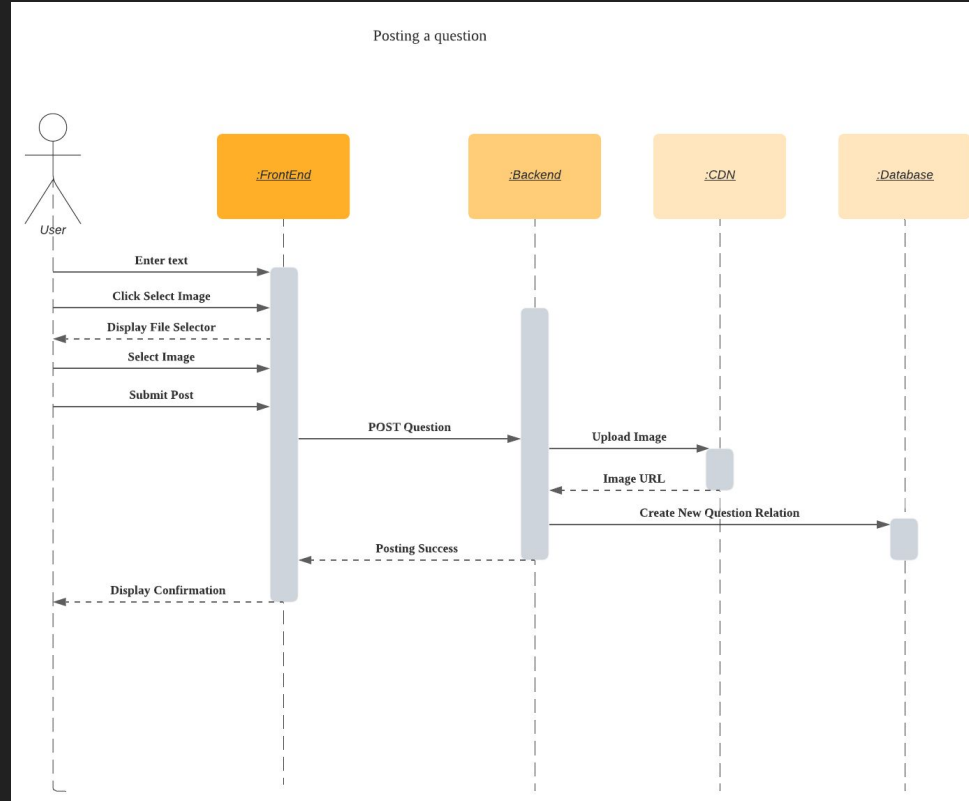 Posting a question
:FrontEnd
:Backend
:CDN
:Database
User
Enter text
Click Select Image
Display File Selector
Select Image
Submit Post
POST Question
Upload Image
Image URL
Create New Question Relation
Posting Success
Display Confirmation